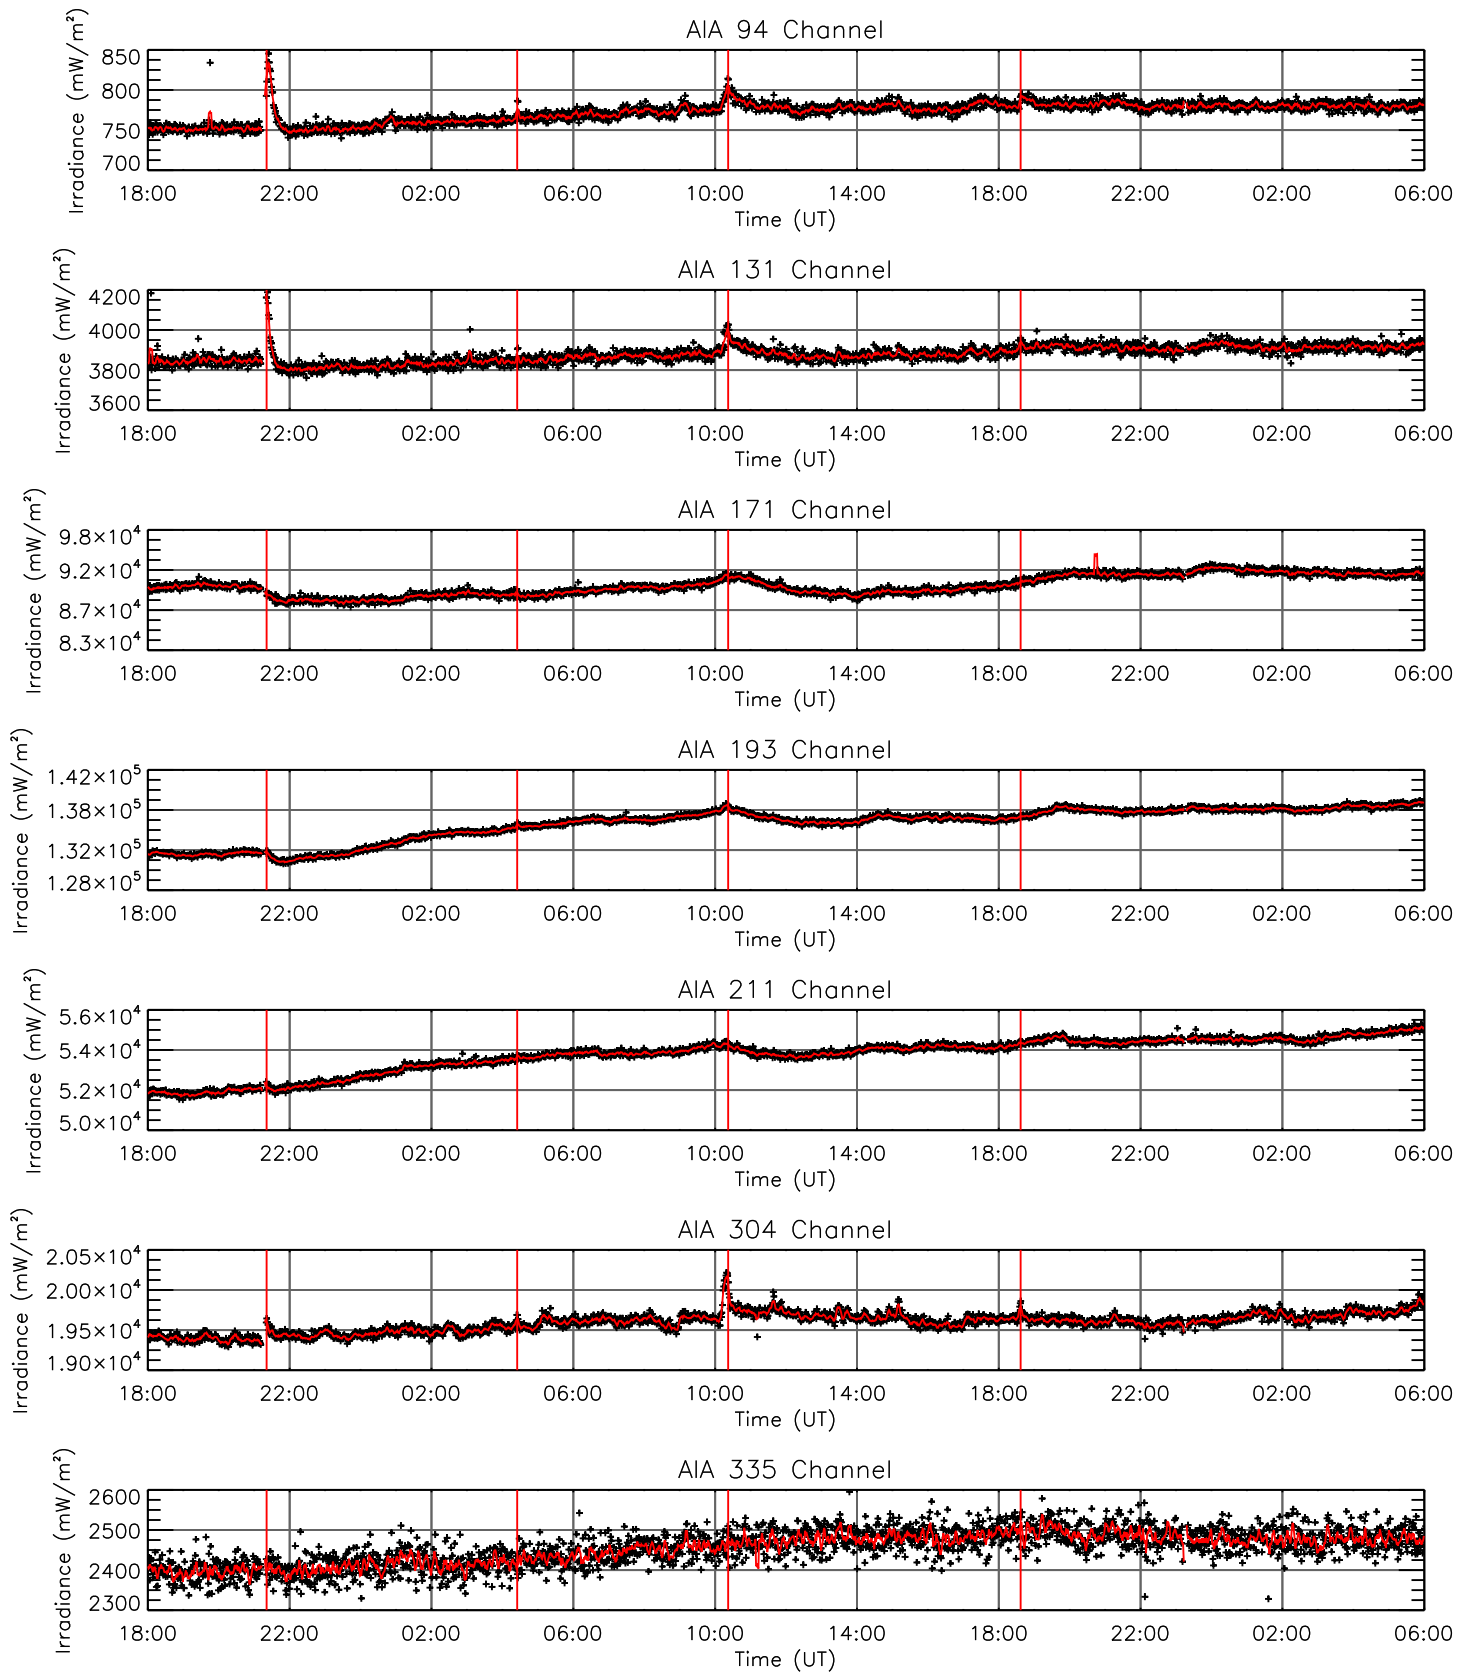 AIA 94 Channel
Irradiance (mW/m²)
850
800
750
700
18:00 22:00 02:00 06:00 10:00 14:00 18:00 22:00 02:00 06:00
Time (UT)
AIA 131 Channel
Irradiance (mW/m²)
4200
4000
3800
3600
18:00 22:00 02:00 06:00 10:00 14:00 18:00 22:00 02:00 06:00
Time (UT)
AIA 171 Channel
Irradiance (mW/m²)
9.8×10⁴
9.2×10⁴
8.7×10⁴
8.3×10⁴
18:00 22:00 02:00 06:00 10:00 14:00 18:00 22:00 02:00 06:00
Time (UT)
AIA 193 Channel
Irradiance (mW/m²)
1.42×10⁵
1.38×10⁵
1.32×10⁵
1.28×10⁵
18:00 22:00 02:00 06:00 10:00 14:00 18:00 22:00 02:00 06:00
Time (UT)
AIA 211 Channel
Irradiance (mW/m²)
5.6×10⁴
5.4×10⁴
5.2×10⁴
5.0×10⁴
18:00 22:00 02:00 06:00 10:00 14:00 18:00 22:00 02:00 06:00
Time (UT)
AIA 304 Channel
Irradiance (mW/m²)
2.05×10⁴
2.00×10⁴
1.95×10⁴
1.90×10⁴
18:00 22:00 02:00 06:00 10:00 14:00 18:00 22:00 02:00 06:00
Time (UT)
AIA 335 Channel
Irradiance (mW/m²)
2600
2500
2400
2300
18:00 22:00 02:00 06:00 10:00 14:00 18:00 22:00 02:00 06:00
Time (UT)